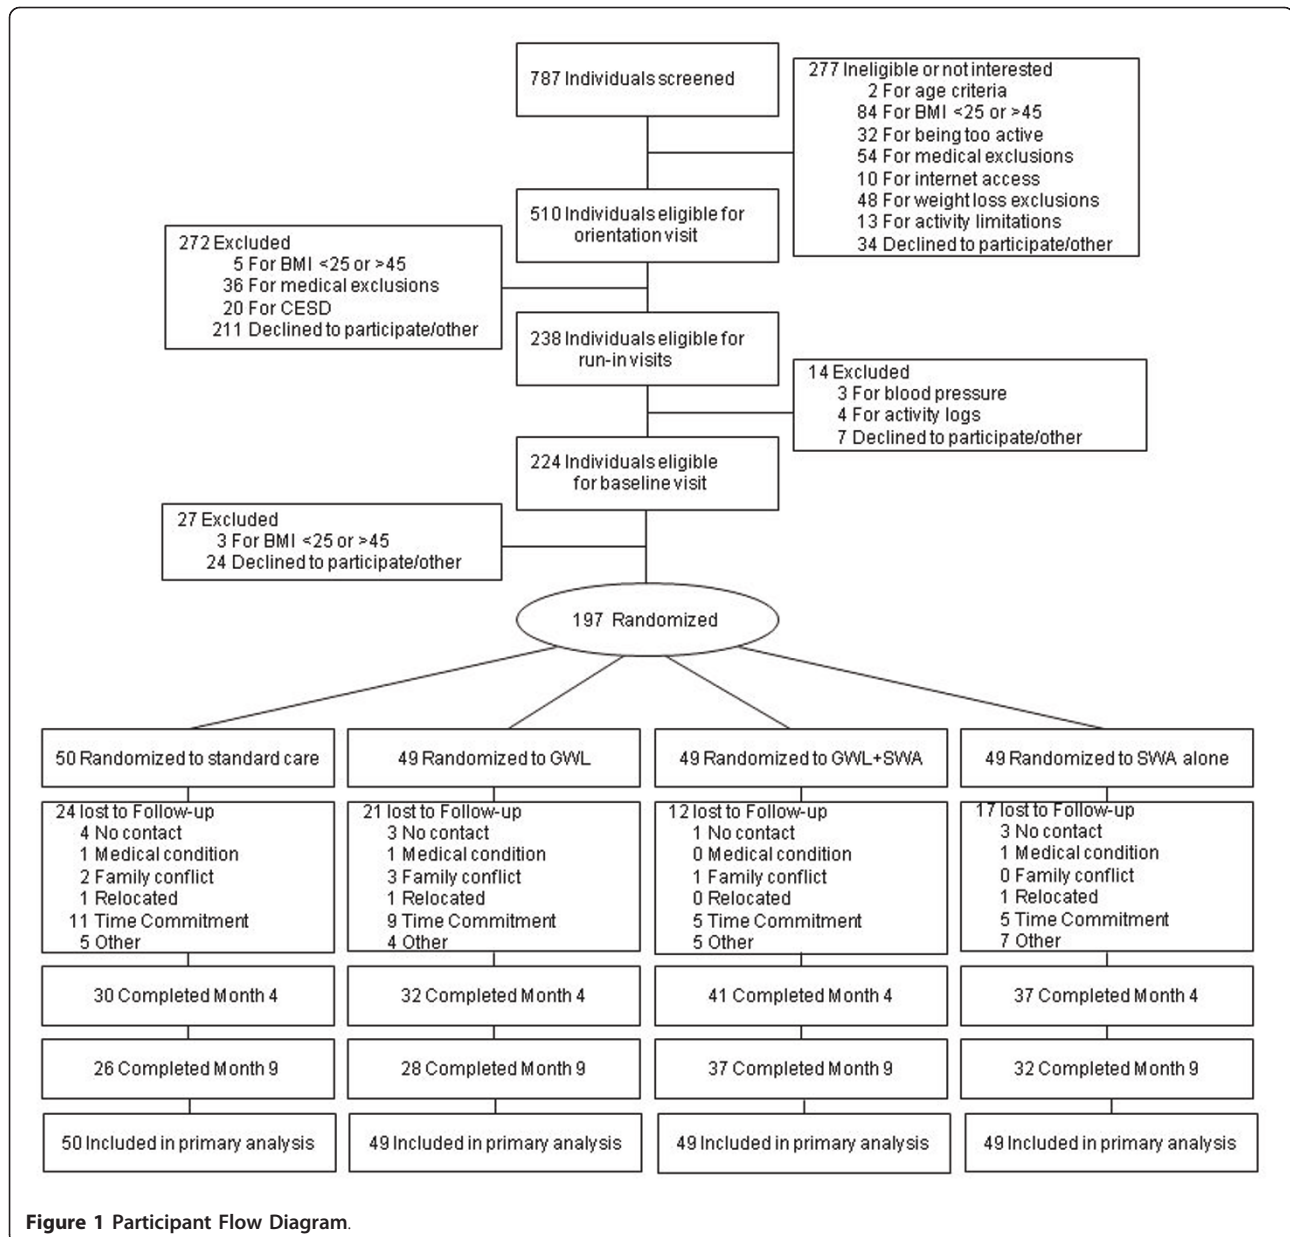 787 Individuals screened
277 Ineligible or not interested
2 For age criteria
84 For BMI <25 or >45
32 For being too active
54 For medical exclusions
10 For internet access
48 For weight loss exclusions
13 For activity limitations
34 Declined to participate/other
510 Individuals eligible for
orientation visit
272 Excluded
5 For BMI <25 or >45
36 For medical exclusions
20 For CESD
211 Declined to participate/other
238 Individuals eligible for
run-in visits
14 Excluded
3 For blood pressure
4 For activity logs
7 Declined to participate/other
224 Individuals eligible
for baseline visit
27 Excluded
3 For BMI <25 or >45
24 Declined to participate/other
197 Randomized
50 Randomized to standard care
24 lost to Follow-up
4 No contact
1 Medical condition
2 Family conflict
1 Relocated
11 Time Commitment
5 Other
30 Completed Month 4
26 Completed Month 9
50 Included in primary analysis
49 Randomized to GWL
21 lost to Follow-up
3 No contact
1 Medical condition
3 Family conflict
1 Relocated
9 Time Commitment
4 Other
32 Completed Month 4
28 Completed Month 9
49 Included in primary analysis
49 Randomized to GWL+SWA
12 lost to Follow-up
1 No contact
0 Medical condition
1 Family conflict
0 Relocated
5 Time Commitment
5 Other
41 Completed Month 4
37 Completed Month 9
49 Included in primary analysis
49 Randomized to SWA alone
17 lost to Follow-up
3 No contact
1 Medical condition
0 Family conflict
1 Relocated
5 Time Commitment
7 Other
37 Completed Month 4
32 Completed Month 9
49 Included in primary analysis
Figure 1 Participant Flow Diagram.